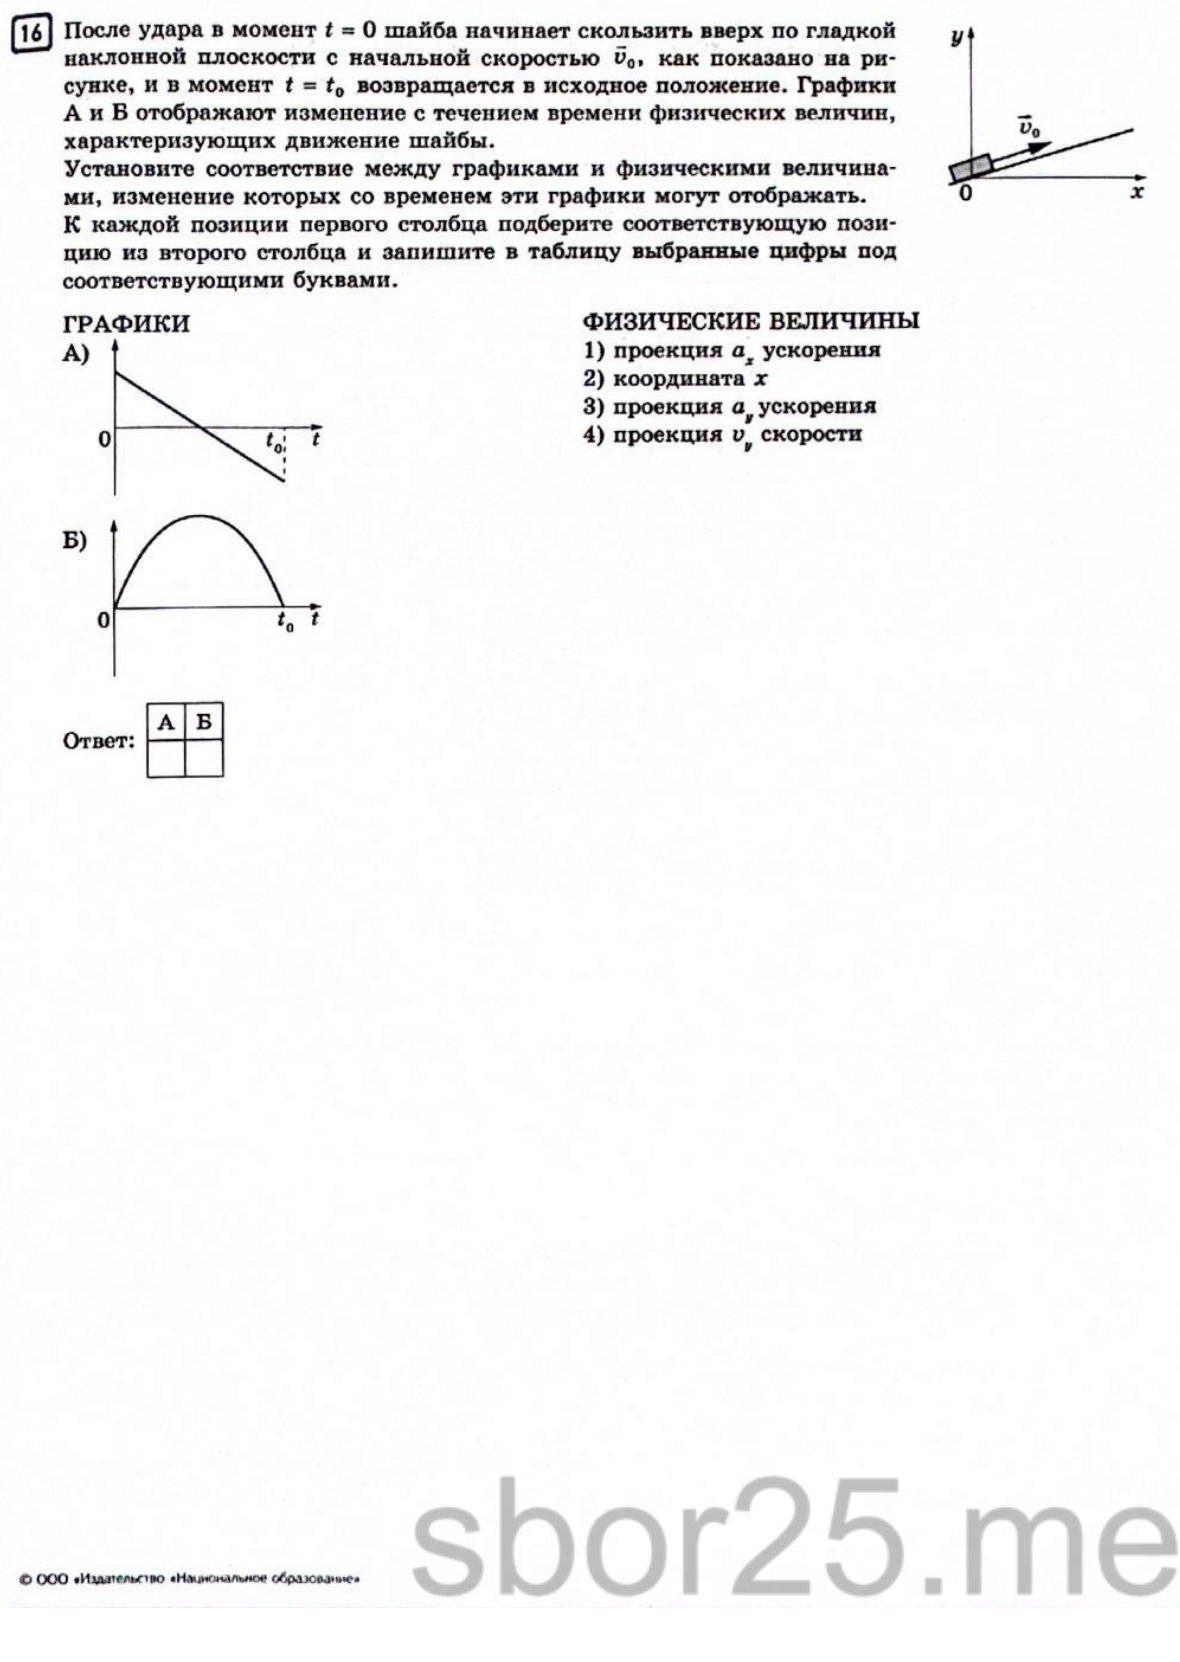 16 После удара в момент t = 0 шайба начинает скользить вверх по гладкой
наклонной плоскости с начальной скоростью v⃗₀, как показано на ри-
сунке, и в момент t = t₀ возвращается в исходное положение. Графики
А и Б отображают изменение с течением времени физических величин,
характеризующих движение шайбы.
Установите соответствие между графиками и физическими величина-
ми, изменение которых со временем эти графики могут отображать.
К каждой позиции первого столбца подберите соответствующую пози-
цию из второго столбца и запишите в таблицу выбранные цифры под
соответствующими буквами.
y
v⃗₀
0
x
ГРАФИКИ
А)
0
t₀
t
Б)
0
t₀
t
ФИЗИЧЕСКИЕ ВЕЛИЧИНЫ
1) проекция aₓ ускорения
2) координата x
3) проекция a_y ускорения
4) проекция v_y скорости
Ответ:
А Б
© ООО «Издательство «Национальное образование»
sbor25.me